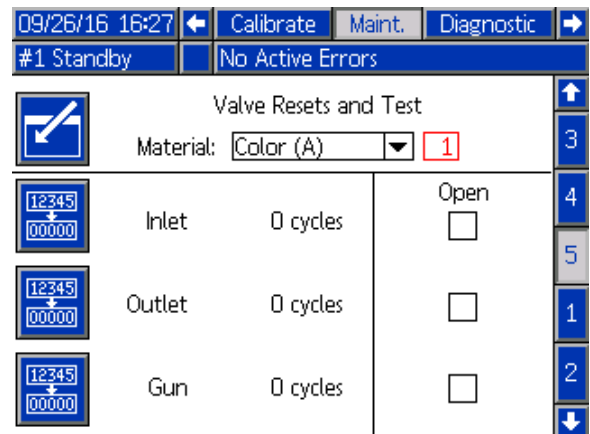 09/26/16 16:27 Calibrate Maint. Diagnostic
#1 Standby No Active Errors
Valve Resets and Test
Material: Color (A) 1
3
Open
4
12345
00000
Inlet 0 cycles
5
12345
00000
Outlet 0 cycles
1
12345
00000
Gun 0 cycles
2